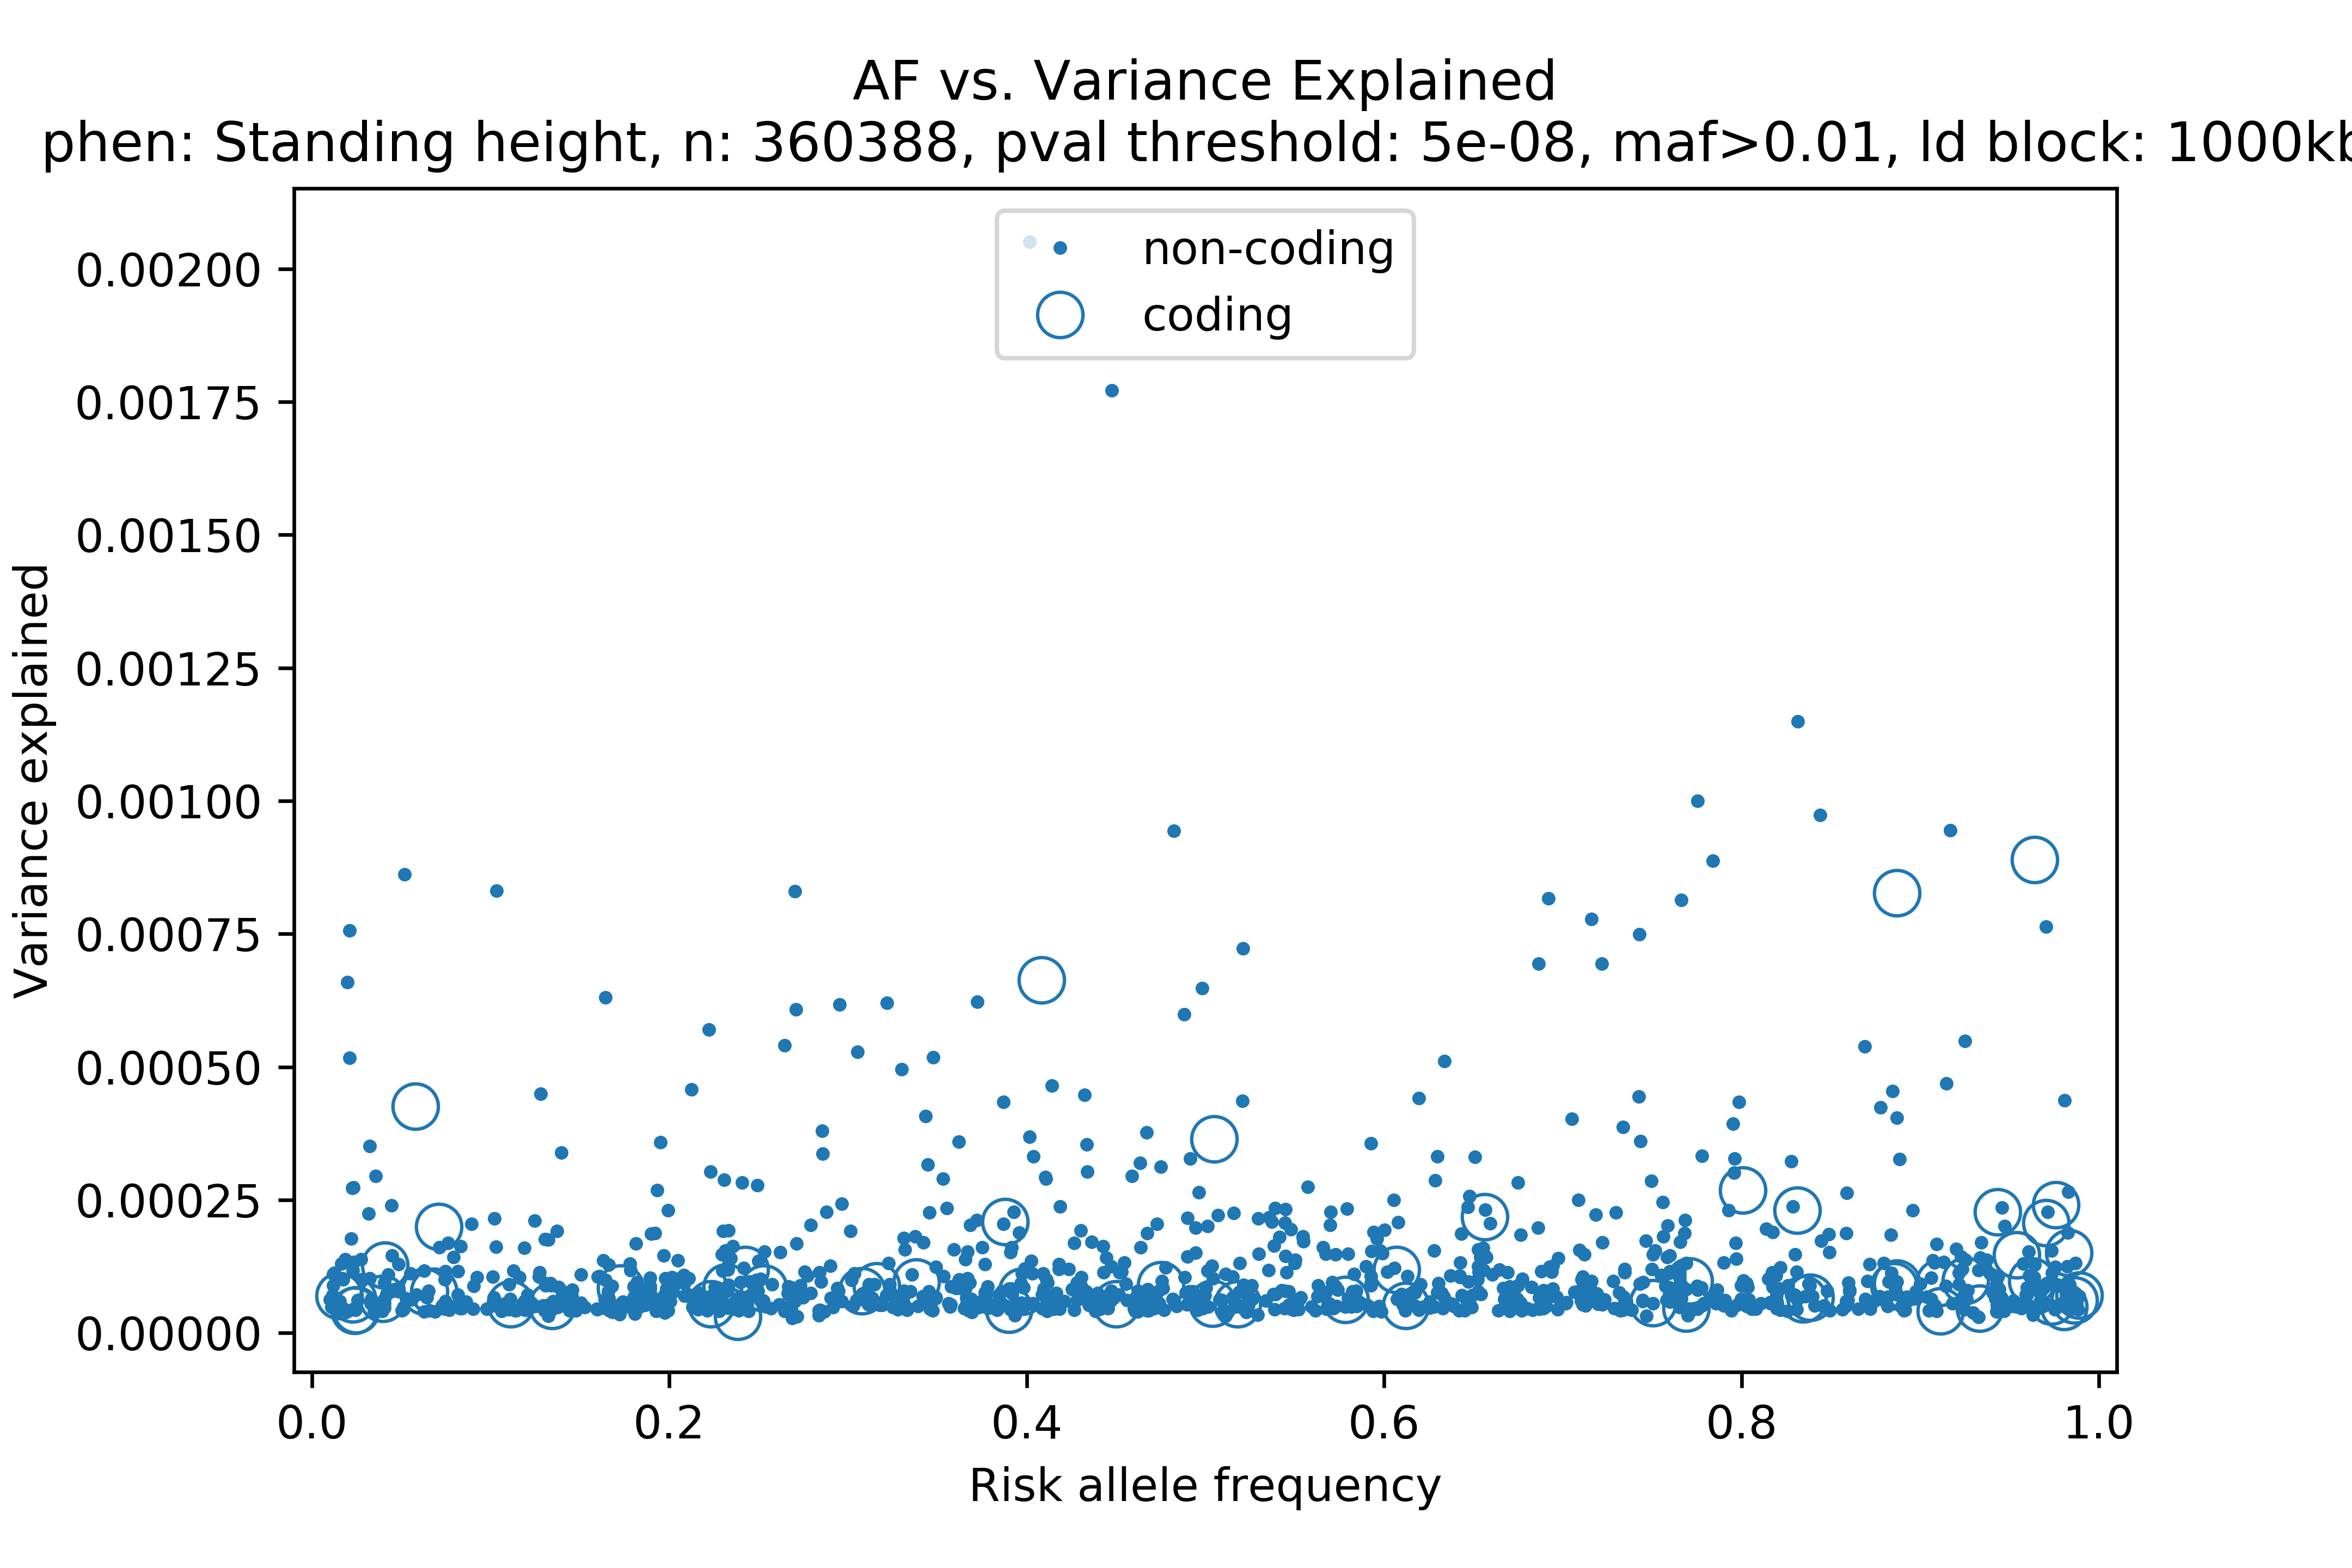 AF vs. Variance Explained
phen: Standing height, n: 360388, pval threshold: 5e-08, maf>0.01, ld block: 1000kb
non-coding
coding
0.00200
0.00175
0.00150
0.00125
0.00100
0.00075
0.00050
0.00025
0.00000
Variance explained
0.0 0.2 0.4 0.6 0.8 1.0
Risk allele frequency